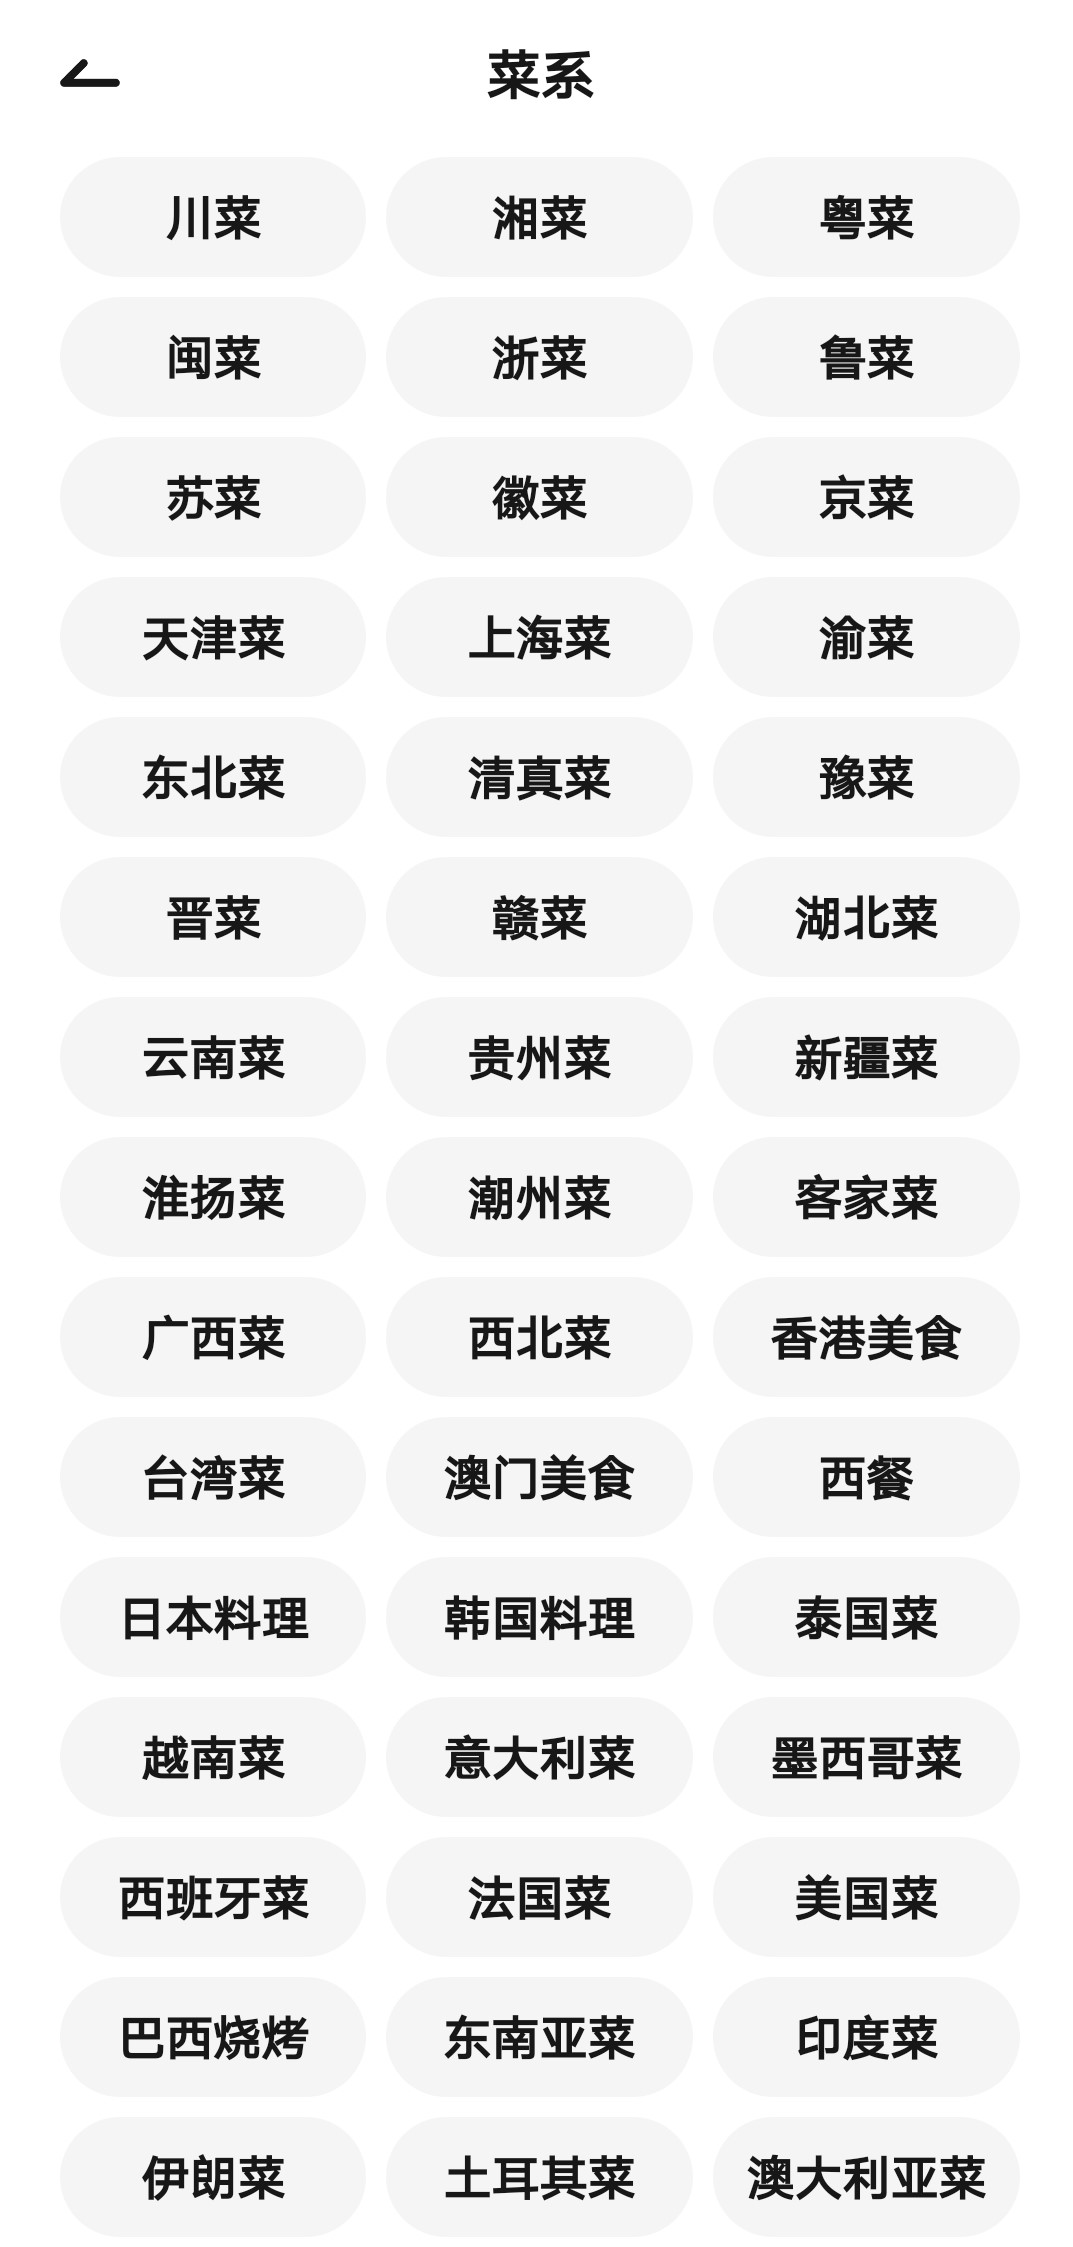 菜系
川菜 湘菜 粤菜
闽菜 浙菜 鲁菜
苏菜 徽菜 京菜
天津菜 上海菜 渝菜
东北菜 清真菜 豫菜
晋菜 赣菜 湖北菜
云南菜 贵州菜 新疆菜
淮扬菜 潮州菜 客家菜
广西菜 西北菜 香港美食
台湾菜 澳门美食 西餐
日本料理 韩国料理 泰国菜
越南菜 意大利菜 墨西哥菜
西班牙菜 法国菜 美国菜
巴西烧烤 东南亚菜 印度菜
伊朗菜 土耳其菜 澳大利亚菜